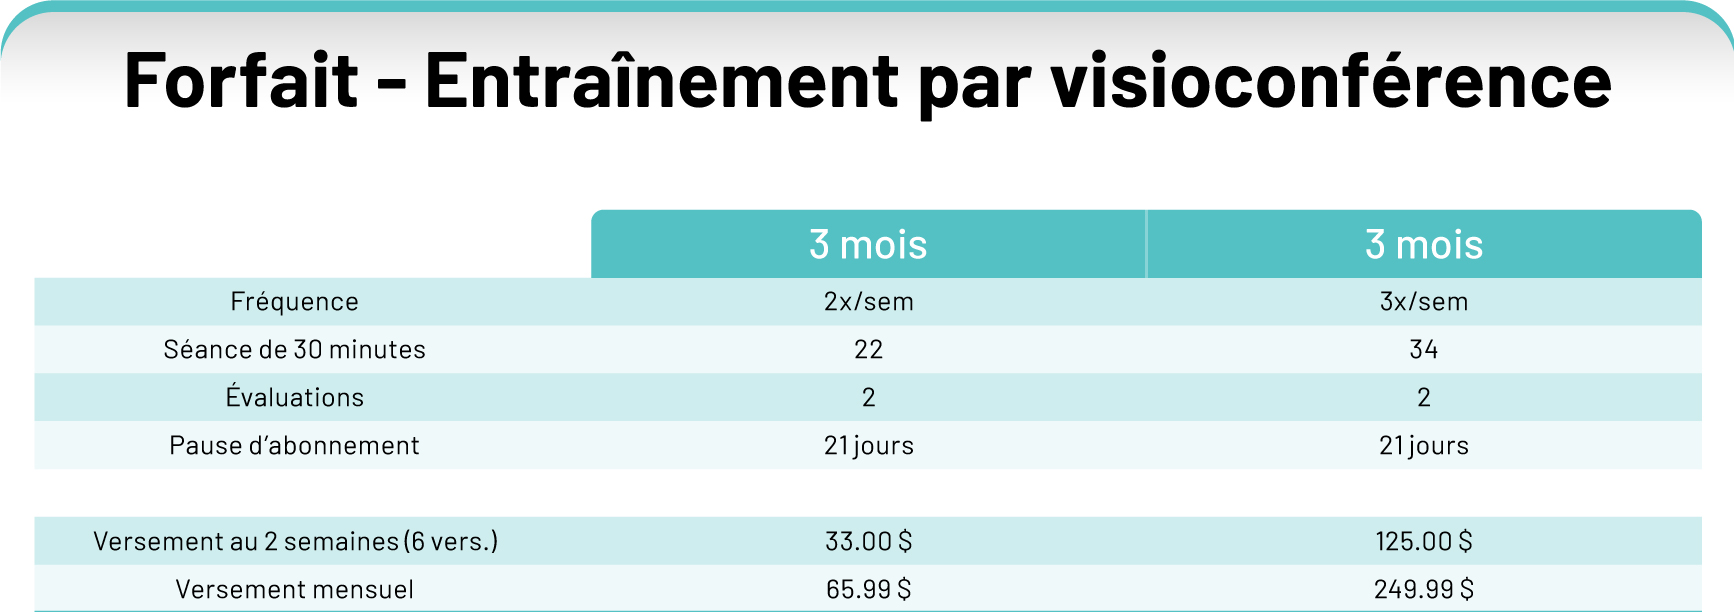 Forfait - Entraînement par visioconférence
3 mois 3 mois
Fréquence 2x/sem 3x/sem
Séance de 30 minutes 22 34
Évaluations 2 2
Pause d’abonnement 21 jours 21 jours
Versement au 2 semaines (6 vers.) 33.00 $ 125.00 $
Versement mensuel 65.99 $ 249.99 $